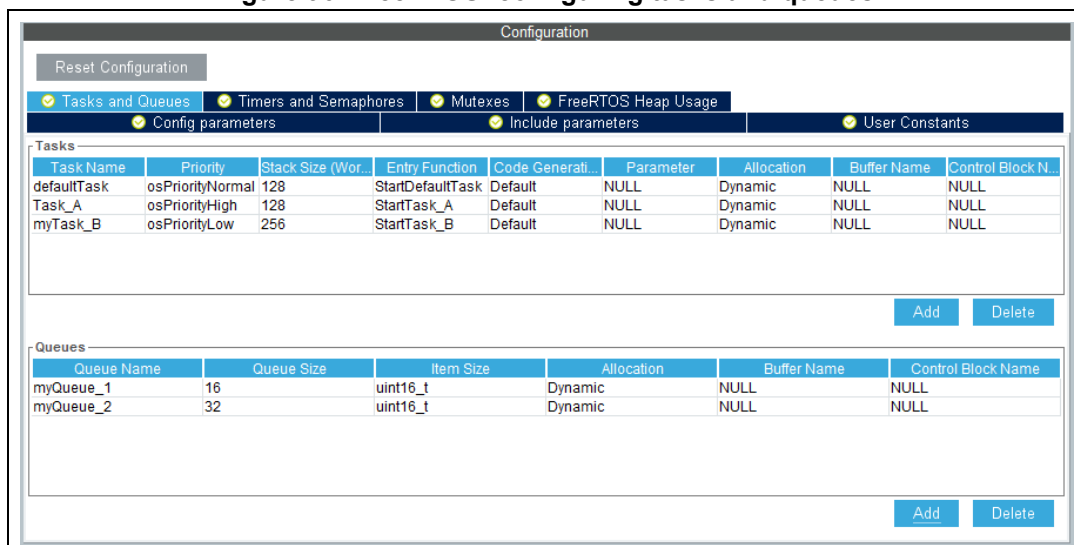 Configuration
Reset Configuration
Tasks and Queues Timers and Semaphores Mutexes FreeRTOS Heap Usage
Config parameters Include parameters User Constants
Tasks
Task Name Priority Stack Size (Wor... Entry Function Code Generati... Parameter Allocation Buffer Name Control Block N...
defaultTask osPriorityNormal 128 StartDefaultTask Default NULL Dynamic NULL NULL
Task_A osPriorityHigh 128 StartTask_A Default NULL Dynamic NULL NULL
myTask_B osPriorityLow 256 StartTask_B Default NULL Dynamic NULL NULL
Add Delete
Queues
Queue Name Queue Size Item Size Allocation Buffer Name Control Block Name
myQueue_1 16 uint16_t Dynamic NULL NULL
myQueue_2 32 uint16_t Dynamic NULL NULL
Add Delete